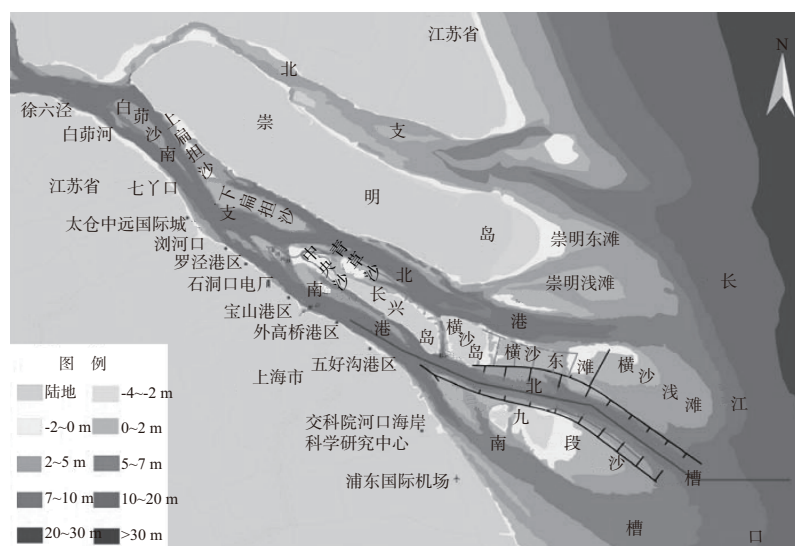 江苏省
N
北
徐六泾
白茆沙
上扁担沙
崇
支
白茆河
南
江苏省
七丫口
明
下扁担沙
支
太仓中远国际城
浏河口
岛
崇明东滩
罗泾港区
中央沙
青草沙
北
崇明浅滩
长
石洞口电厂
南
长兴岛
宝山港区
港
横沙岛
港
外高桥港区
横沙东滩
横沙浅滩
五好沟港区
江
上海市
北
九段沙
交科院河口海岸
科学研究中心
南
槽
浦东国际机场
槽
口
图 例
陆地
-4~-2 m
-2~0 m
0~2 m
2~5 m
5~7 m
7~10 m
10~20 m
20~30 m
>30 m